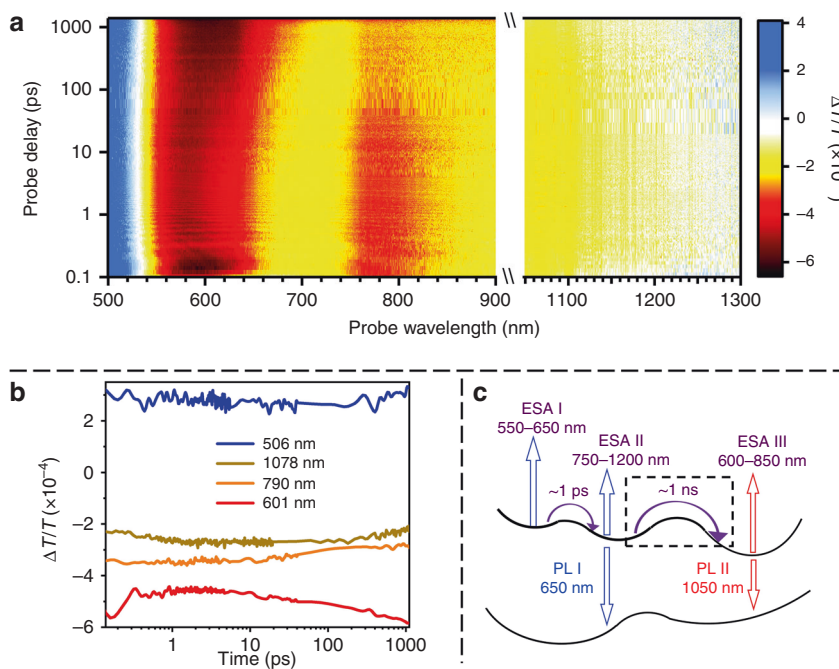 a
Probe delay (ps)
1000
100
10
1
0.1
500
600
700
800
900
1100
1200
1300
Probe wavelength (nm)
4
2
0
−2
−4
−6
ΔT/T (×10
b
ΔT/T (×10⁻⁴)
2
0
−2
−4
−6
506 nm
1078 nm
790 nm
601 nm
1
10
100
1000
Time (ps)
c
ESA I
550–650 nm
ESA II
750–1200 nm
ESA III
600–850 nm
~1 ps
~1 ns
PL I
650 nm
PL II
1050 nm